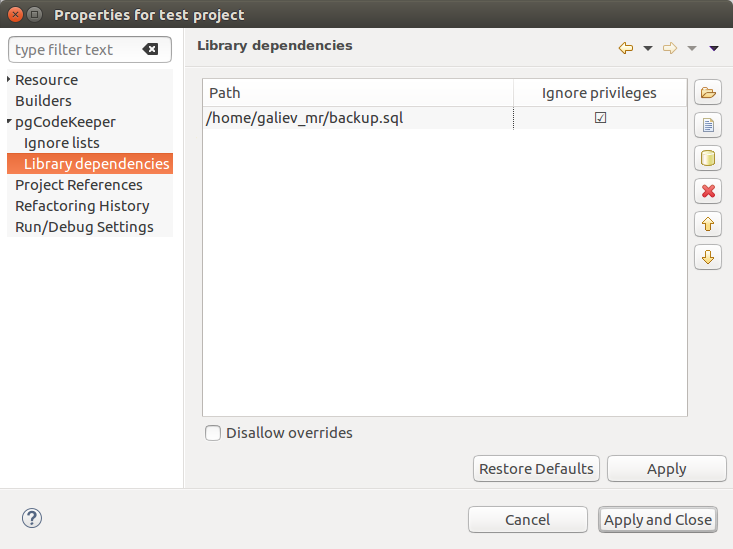 Properties for test project
type filter text
Library dependencies
Resource
Builders
pgCodeKeeper
Ignore lists
Library dependencies
Project References
Refactoring History
Run/Debug Settings
Path Ignore privileges
/home/galiev_mr/backup.sql ☑
Disallow overrides
Restore Defaults Apply
? Cancel Apply and Close